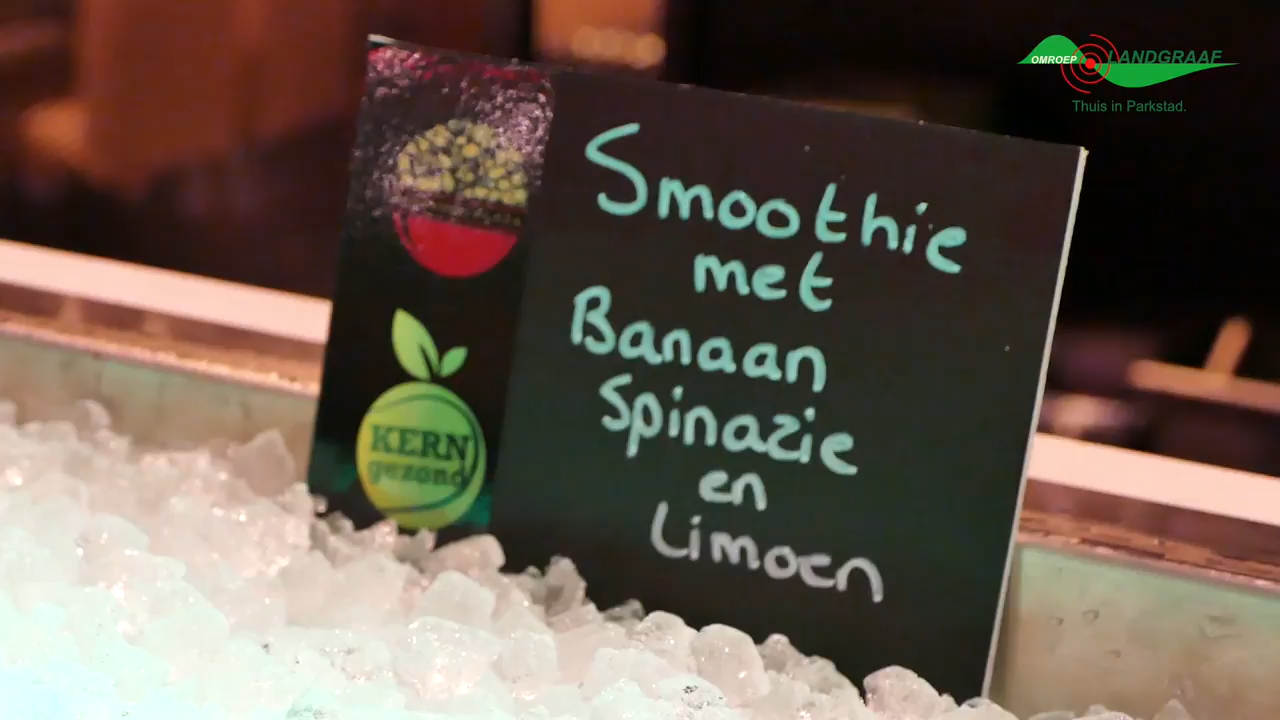 OMROEP LANDGRAAF
Thuis in Parkstad.
Smoothie
met
Banaan
Spinazie
en
Limoen
KERN
gezond